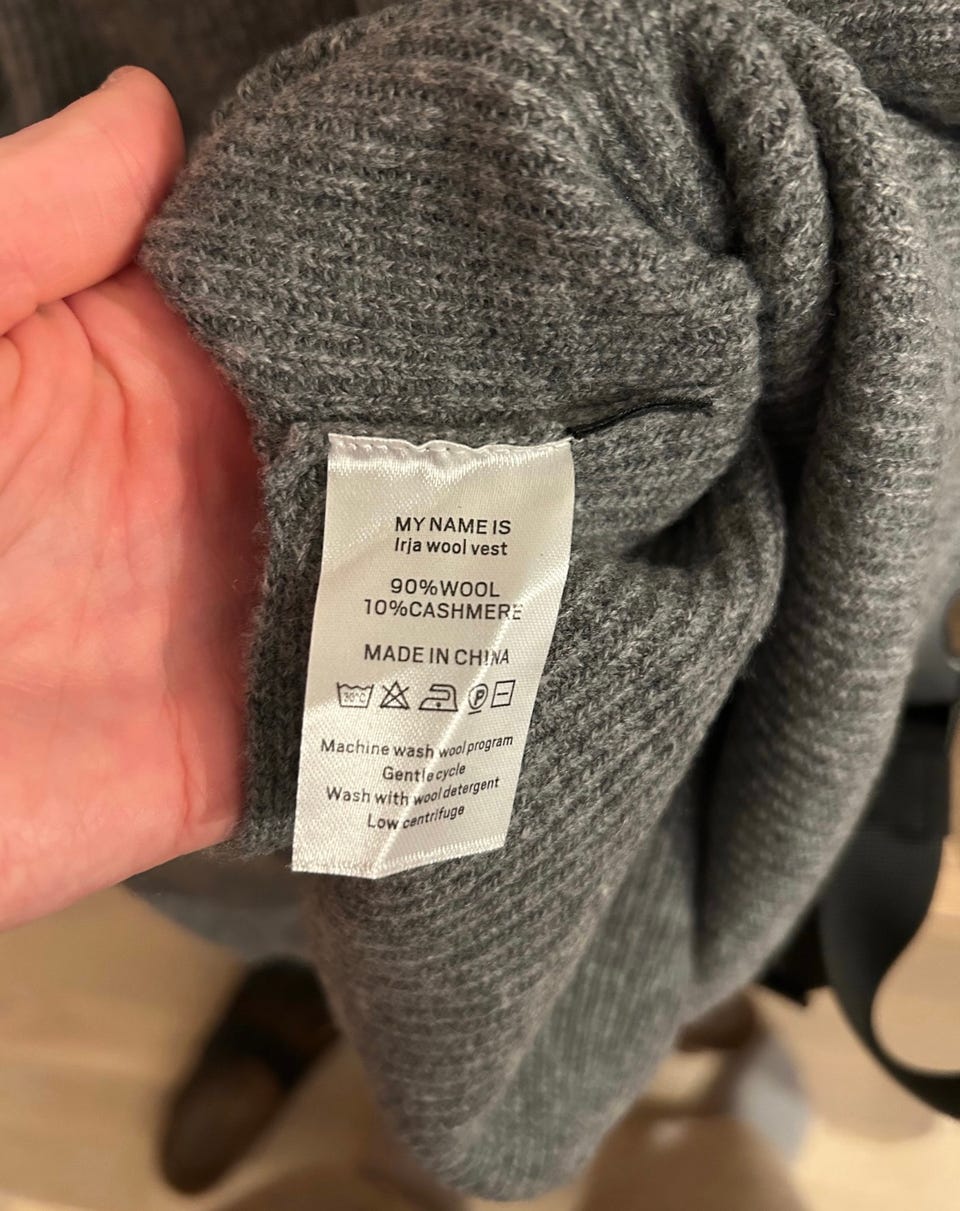 MY NAME IS
Irja wool vest
90%WOOL
10%CASHMERE
MADE IN CHINA
30°C P
Machine wash wool program
Gentle cycle
Wash with wool detergent
Low centrifuge